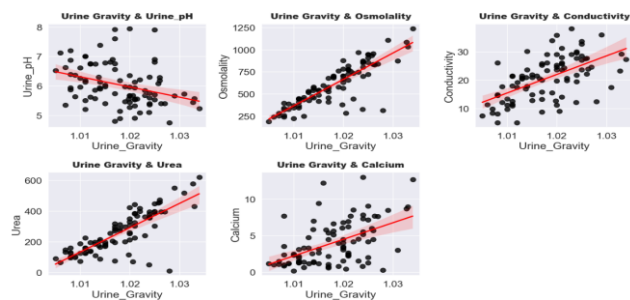 Urine Gravity & Urine_pH
Urine Gravity & Osmolality
Urine Gravity & Conductivity
8
7
6
5
Urine_pH
1.01
1.02
1.03
Urine_Gravity
1250
1000
750
500
250
Osmolality
1.01
1.02
1.03
Urine_Gravity
30
20
10
Conductivity
1.01
1.02
1.03
Urine_Gravity
Urine Gravity & Urea
Urine Gravity & Calcium
600
400
200
0
Urea
1.01
1.02
1.03
Urine_Gravity
10
5
0
Calcium
1.01
1.02
1.03
Urine_Gravity